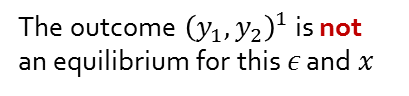 The outcome (𝑦₁, 𝑦₂)¹ is not
an equilibrium for this 𝜖 and 𝑥